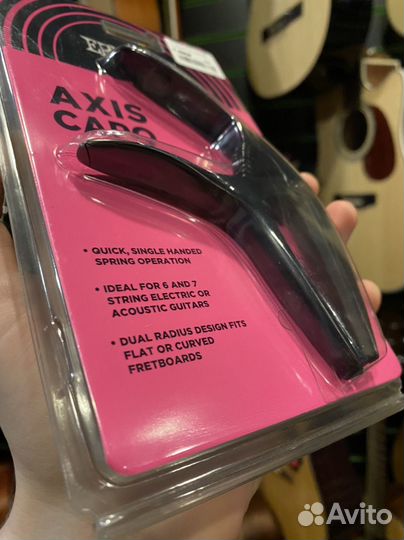 AXIS
CAPO
• QUICK, SINGLE HANDED
SPRING OPERATION
• IDEAL FOR 6 AND 7
STRING ELECTRIC OR
ACOUSTIC GUITARS
• DUAL RADIUS DESIGN FITS
FLAT OR CURVED
FRETBOARDS
Avito